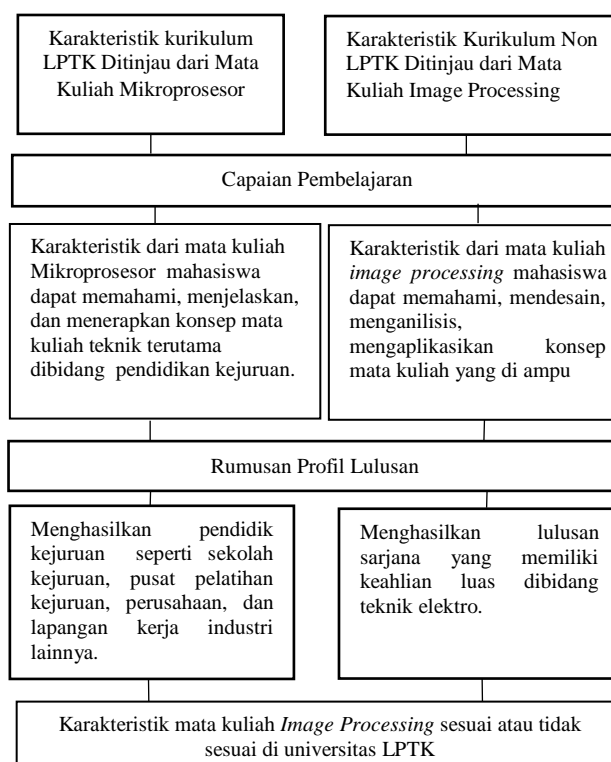 Karakteristik kurikulum
LPTK Ditinjau dari Mata
Kuliah Mikroprosesor
Karakteristik Kurikulum Non
LPTK Ditinjau dari Mata
Kuliah Image Processing
Capaian Pembelajaran
Karakteristik dari mata kuliah
Mikroprosesor mahasiswa
dapat memahami, menjelaskan,
dan menerapkan konsep mata
kuliah teknik terutama
dibidang pendidikan kejuruan.
Karakteristik dari mata kuliah
image processing mahasiswa
dapat memahami, mendesain,
menganilisis,
mengaplikasikan konsep
mata kuliah yang di ampu
Rumusan Profil Lulusan
Menghasilkan pendidik
kejuruan seperti sekolah
kejuruan, pusat pelatihan
kejuruan, perusahaan, dan
lapangan kerja industri
lainnya.
Menghasilkan lulusan
sarjana yang memiliki
keahlian luas dibidang
teknik elektro.
Karakteristik mata kuliah Image Processing sesuai atau tidak
sesuai di universitas LPTK